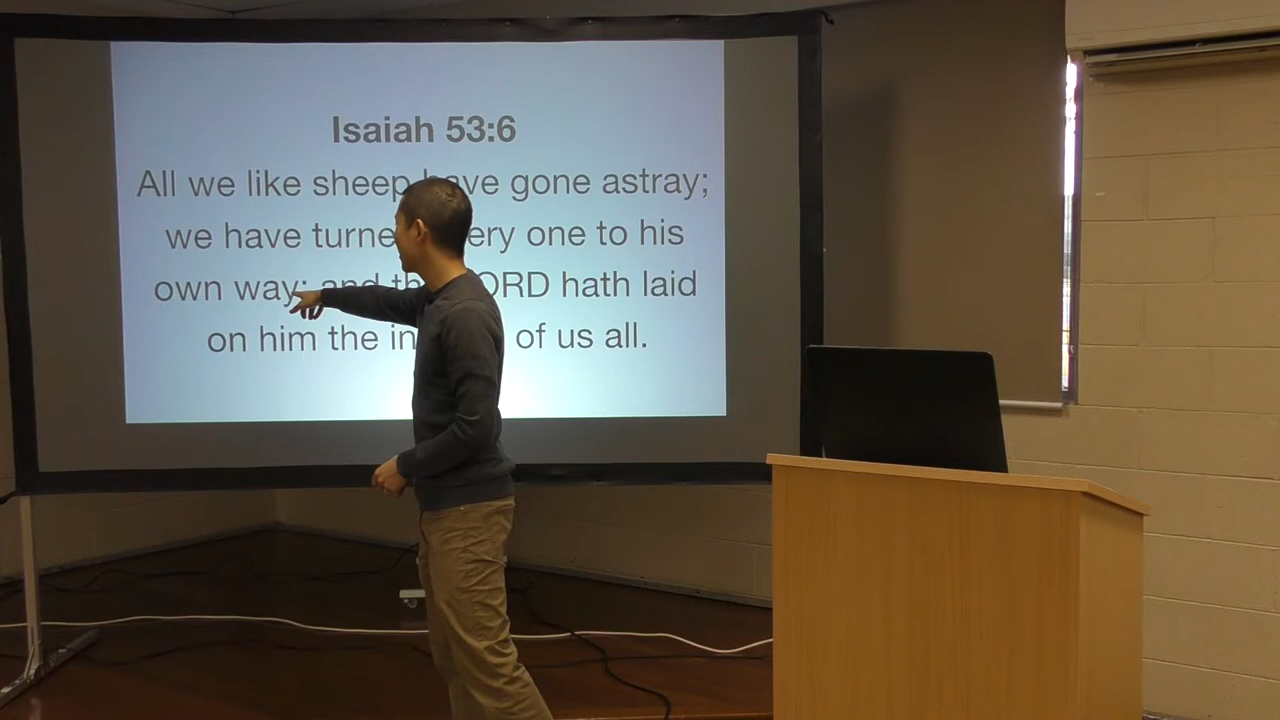 Isaiah 53:6
All we like sheep gone astray;
we have one to his
own way; and hath laid
on him the of us all.